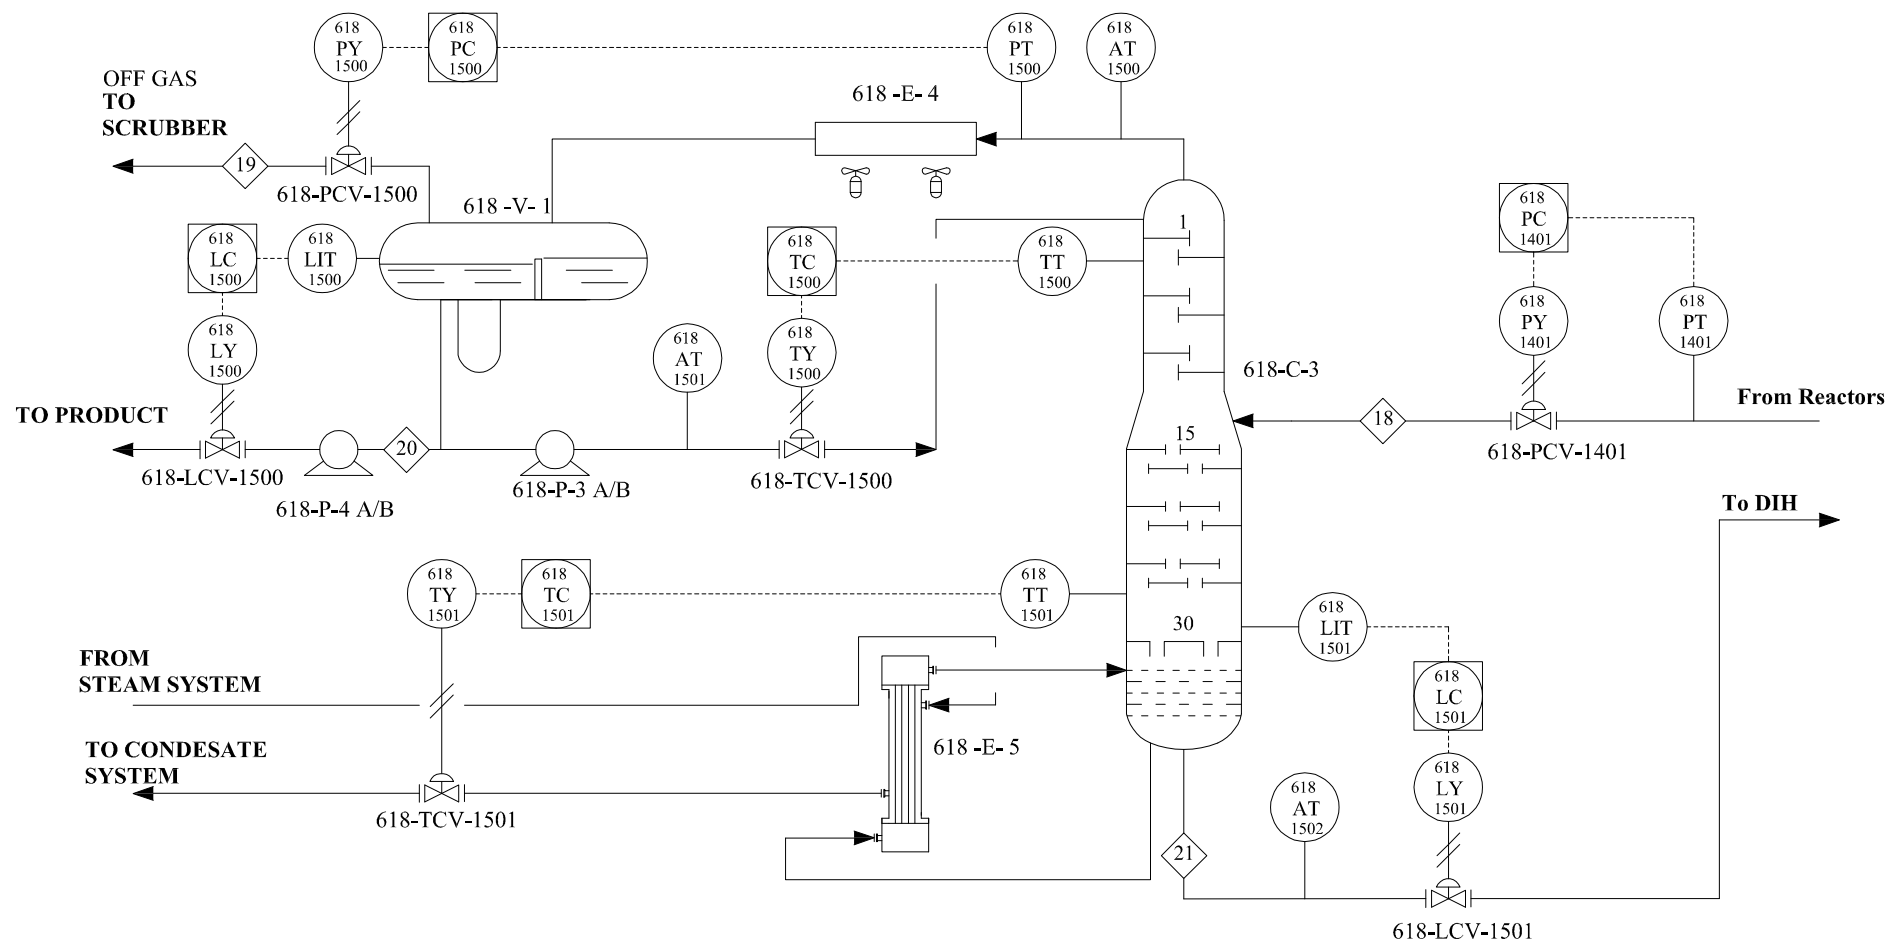 618
PY
1500
618
PC
1500
618
PT
1500
618
AT
1500
OFF GAS
TO
SCRUBBER
618 -E- 4
19
618-PCV-1500
618 -V- 1
618
LC
1500
618
LIT
1500
618
TC
1500
618
TT
1500
1
618
PC
1401
618
LY
1500
618
AT
1501
618
TY
1500
618
PY
1401
618
PT
1401
618-C-3
From Reactors
18
TO PRODUCT
20
15
618-PCV-1401
618-LCV-1500
618-P-3 A/B
618-TCV-1500
618-P-4 A/B
To DIH
618
TY
1501
618
TC
1501
618
TT
1501
30
618
LIT
1501
FROM
STEAM SYSTEM
618
LC
1501
TO CONDESATE
SYSTEM
618 -E- 5
618-TCV-1501
618
AT
1502
618
LY
1501
21
618-LCV-1501